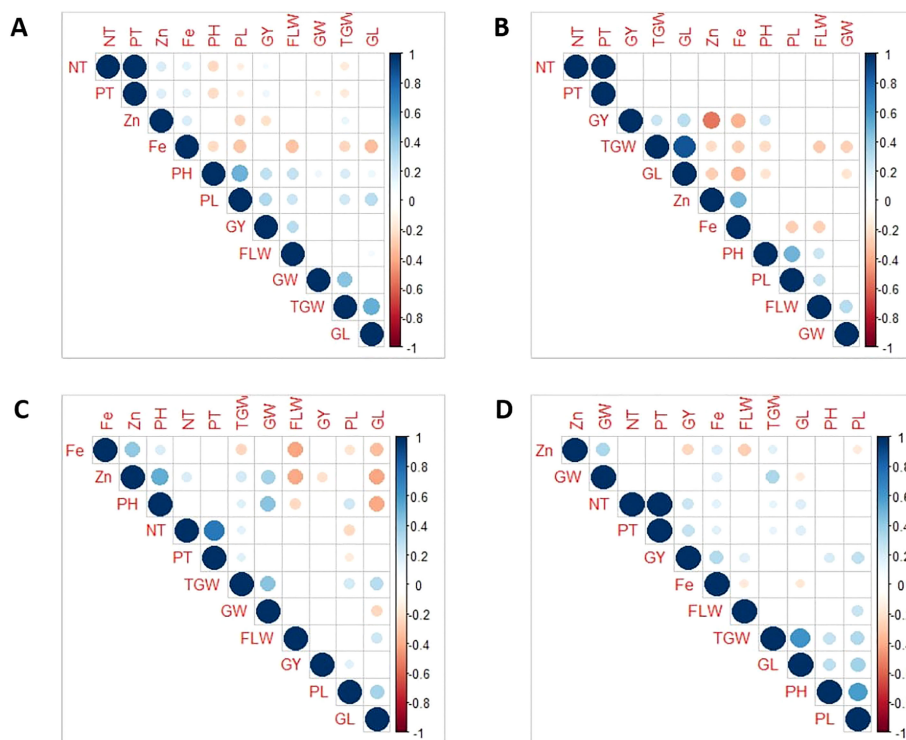 A
NT PT Zn Fe PH PL GY FLW GW TGW GL
NT
PT
Zn
Fe
PH
PL
GY
FLW
GW
TGW
GL
1
0.8
0.6
0.4
0.2
0
-0.2
-0.4
-0.6
-0.8
-1
B
NT PT GY TGW GL Zn Fe PH PL FLW GW
NT
PT
GY
TGW
GL
Zn
Fe
PH
PL
FLW
GW
1
0.8
0.6
0.4
0.2
0
-0.2
-0.4
-0.6
-0.8
-1
C
Fe Zn PH NT PT TGW GW FLW GY PL GL
Fe
Zn
PH
NT
PT
TGW
GW
FLW
GY
PL
GL
1
0.8
0.6
0.4
0.2
0
-0.2
-0.4
-0.6
-0.8
-1
D
Zn GW NT PT GY Fe FLW TGW GL PH PL
Zn
GW
NT
PT
GY
Fe
FLW
TGW
GL
PH
PL
1
0.8
0.6
0.4
0.2
0
-0.2
-0.4
-0.6
-0.8
-1